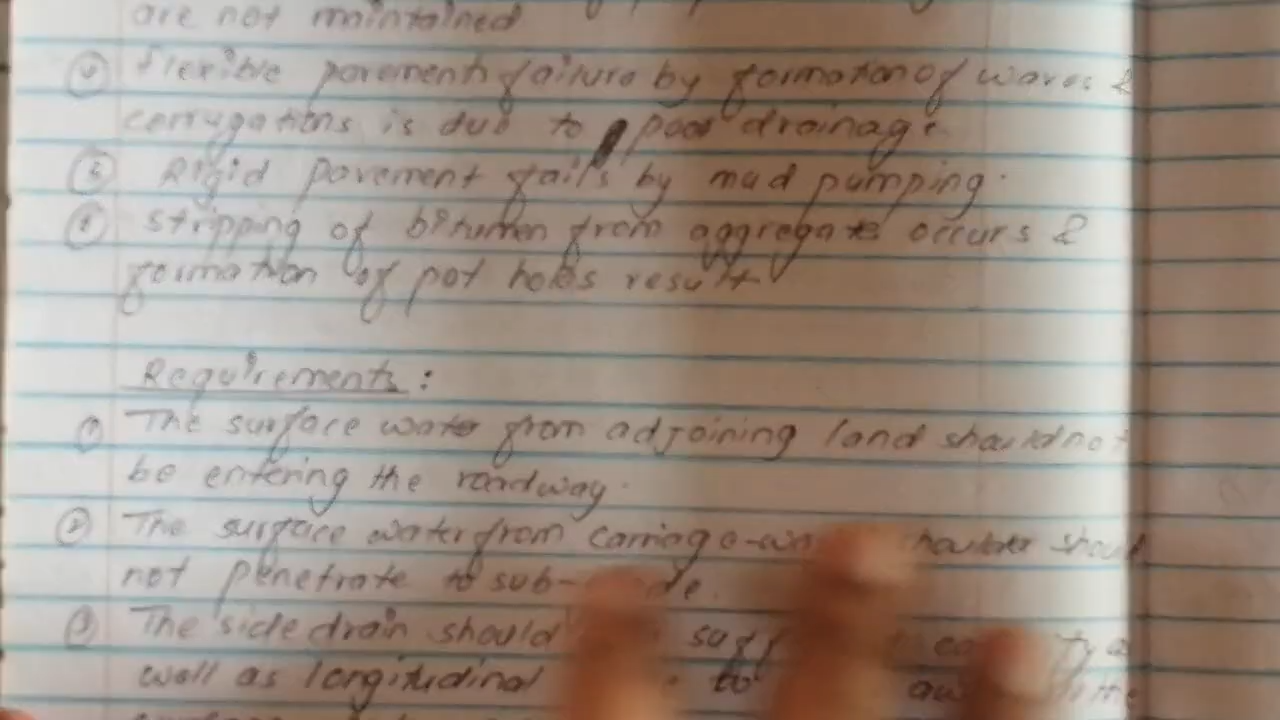 are not maintained
④ flexible pavement failure by formation of waves &
corrugations is due to poor drainage
⑤ Rigid pavement fails by mud pumping.
⑥ stripping of bitumen from aggregates occurs &
formation of pot holes result
Requirements :
① The surface water from adjoining land should not
be entering the roadway.
② The surface water from carriage-way shoulder should
not penetrate to sub-
③ The side drain should
well as longitudinal to